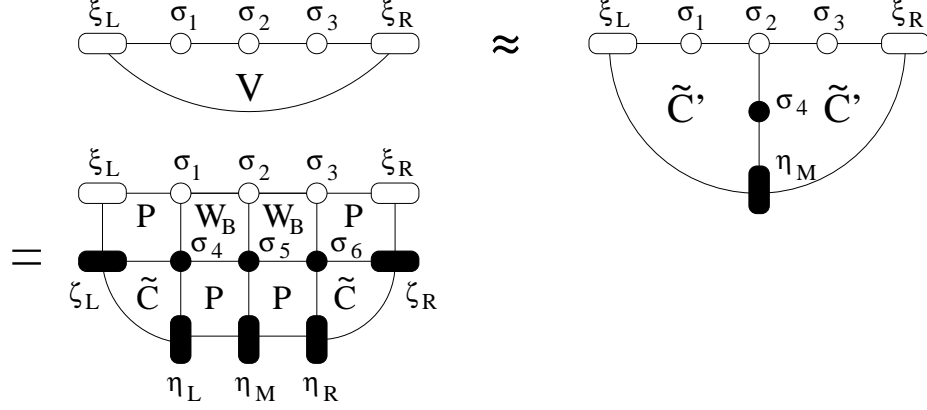 ξL σ1 σ2 σ3 ξR ≈ ξL σ1 σ2 σ3 ξR
V
C̃' σ4 C̃'
ηM
ξL σ1 σ2 σ3 ξR
P WB WB P
= σ4 σ5 σ6
ζL C̃ P P C̃ ζR
ηL ηM ηR